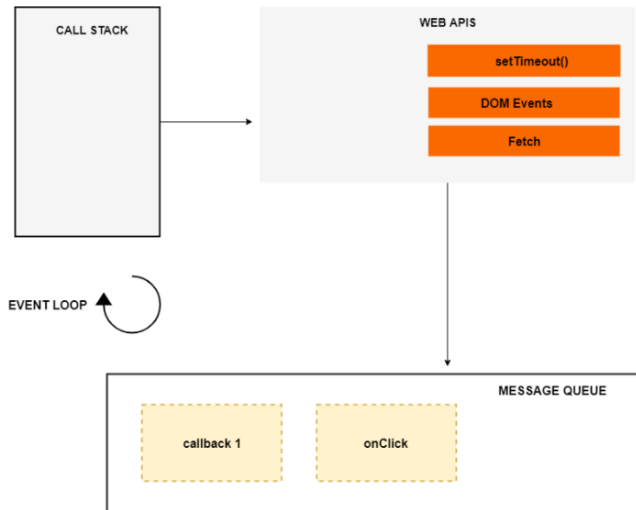 CALL STACK
WEB APIS
setTimeout()
DOM Events
Fetch
EVENT LOOP
MESSAGE QUEUE
callback 1
onClick